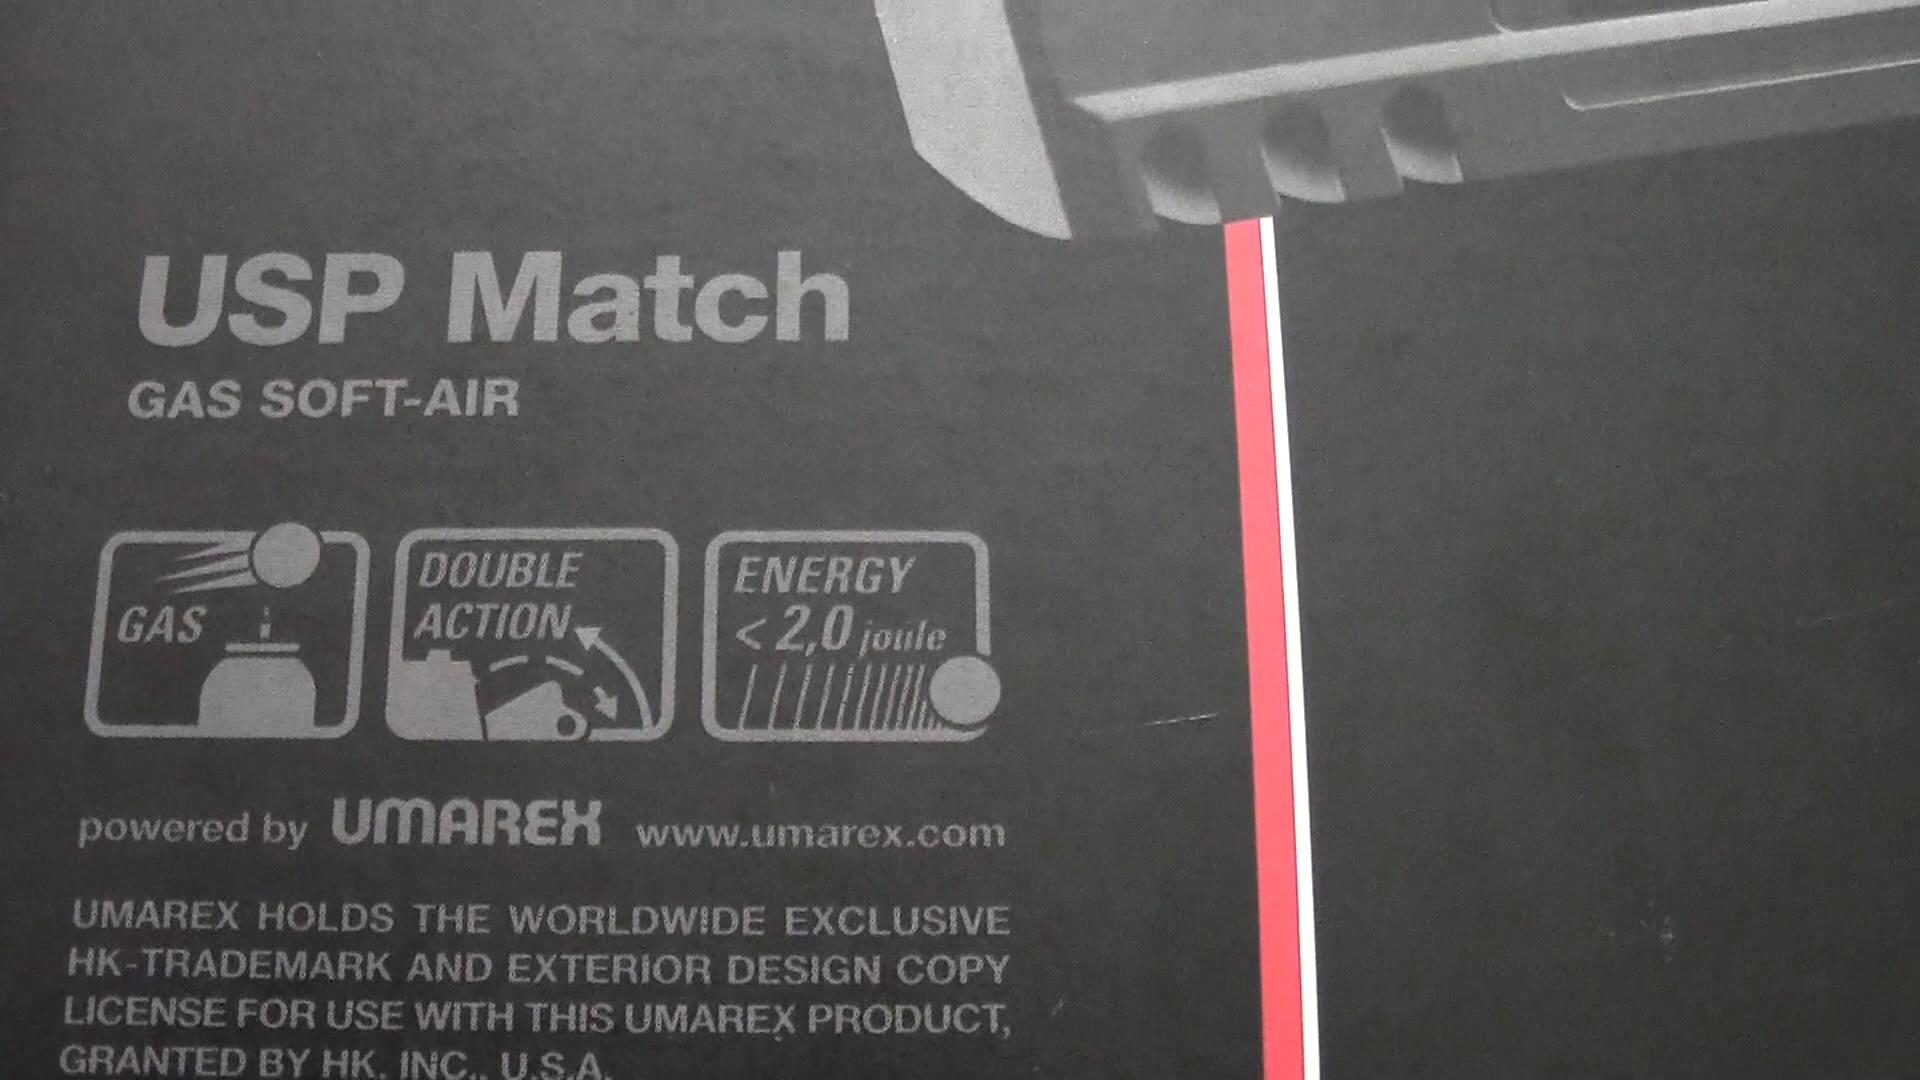 USP Match
GAS SOFT-AIR
GAS
DOUBLE
ACTION
ENERGY
< 2,0 joule
powered by UMAREX www.umarex.com
UMAREX HOLDS THE WORLDWIDE EXCLUSIVE
HK-TRADEMARK AND EXTERIOR DESIGN COPY
LICENSE FOR USE WITH THIS UMAREX PRODUCT,
GRANTED BY HK, INC., U.S.A.